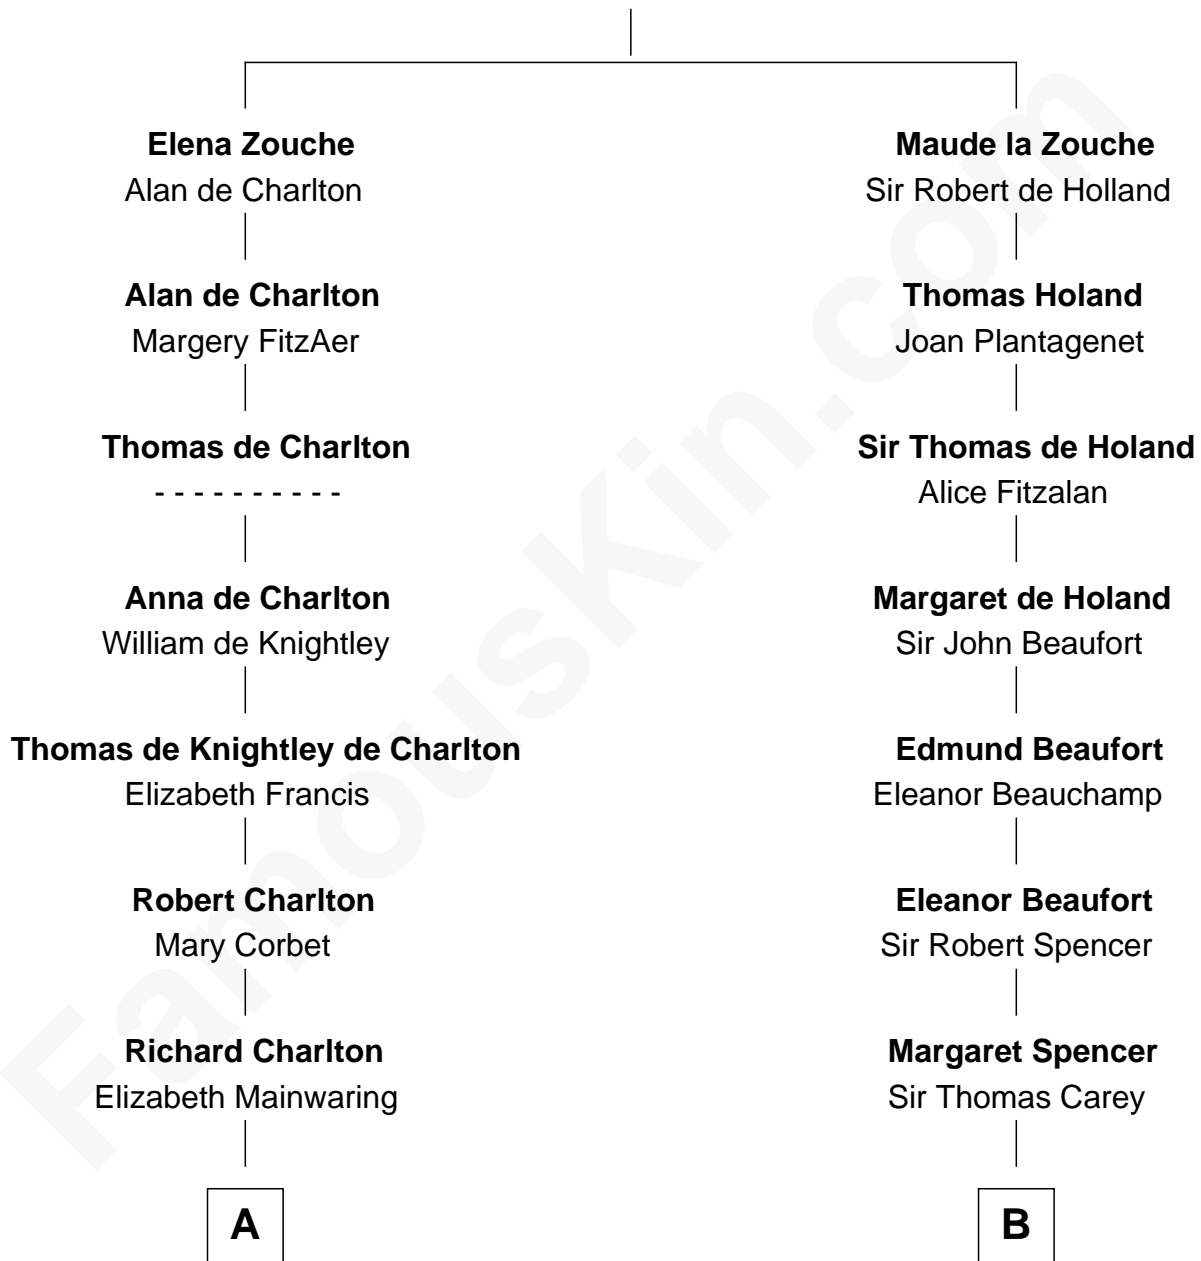 Elena Zouche
Alan de Charlton
Alan de Charlton
Margery FitzAer
Thomas de Charlton
- - - - - - - - - -
Anna de Charlton
William de Knightley
Thomas de Knightley de Charlton
Elizabeth Francis
Robert Charlton
Mary Corbet
Richard Charlton
Elizabeth Mainwaring
A
Maude la Zouche
Sir Robert de Holland
Thomas Holand
Joan Plantagenet
Sir Thomas de Holand
Alice Fitzalan
Margaret de Holand
Sir John Beaufort
Edmund Beaufort
Eleanor Beauchamp
Eleanor Beaufort
Sir Robert Spencer
Margaret Spencer
Sir Thomas Carey
B
FamousKin.com